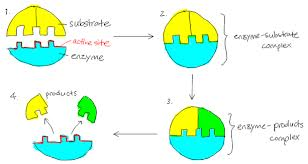 1.
substrate
active site
enzyme
2.
enzyme-substrate
complex
3.
enzyme-products
complex
4.
products